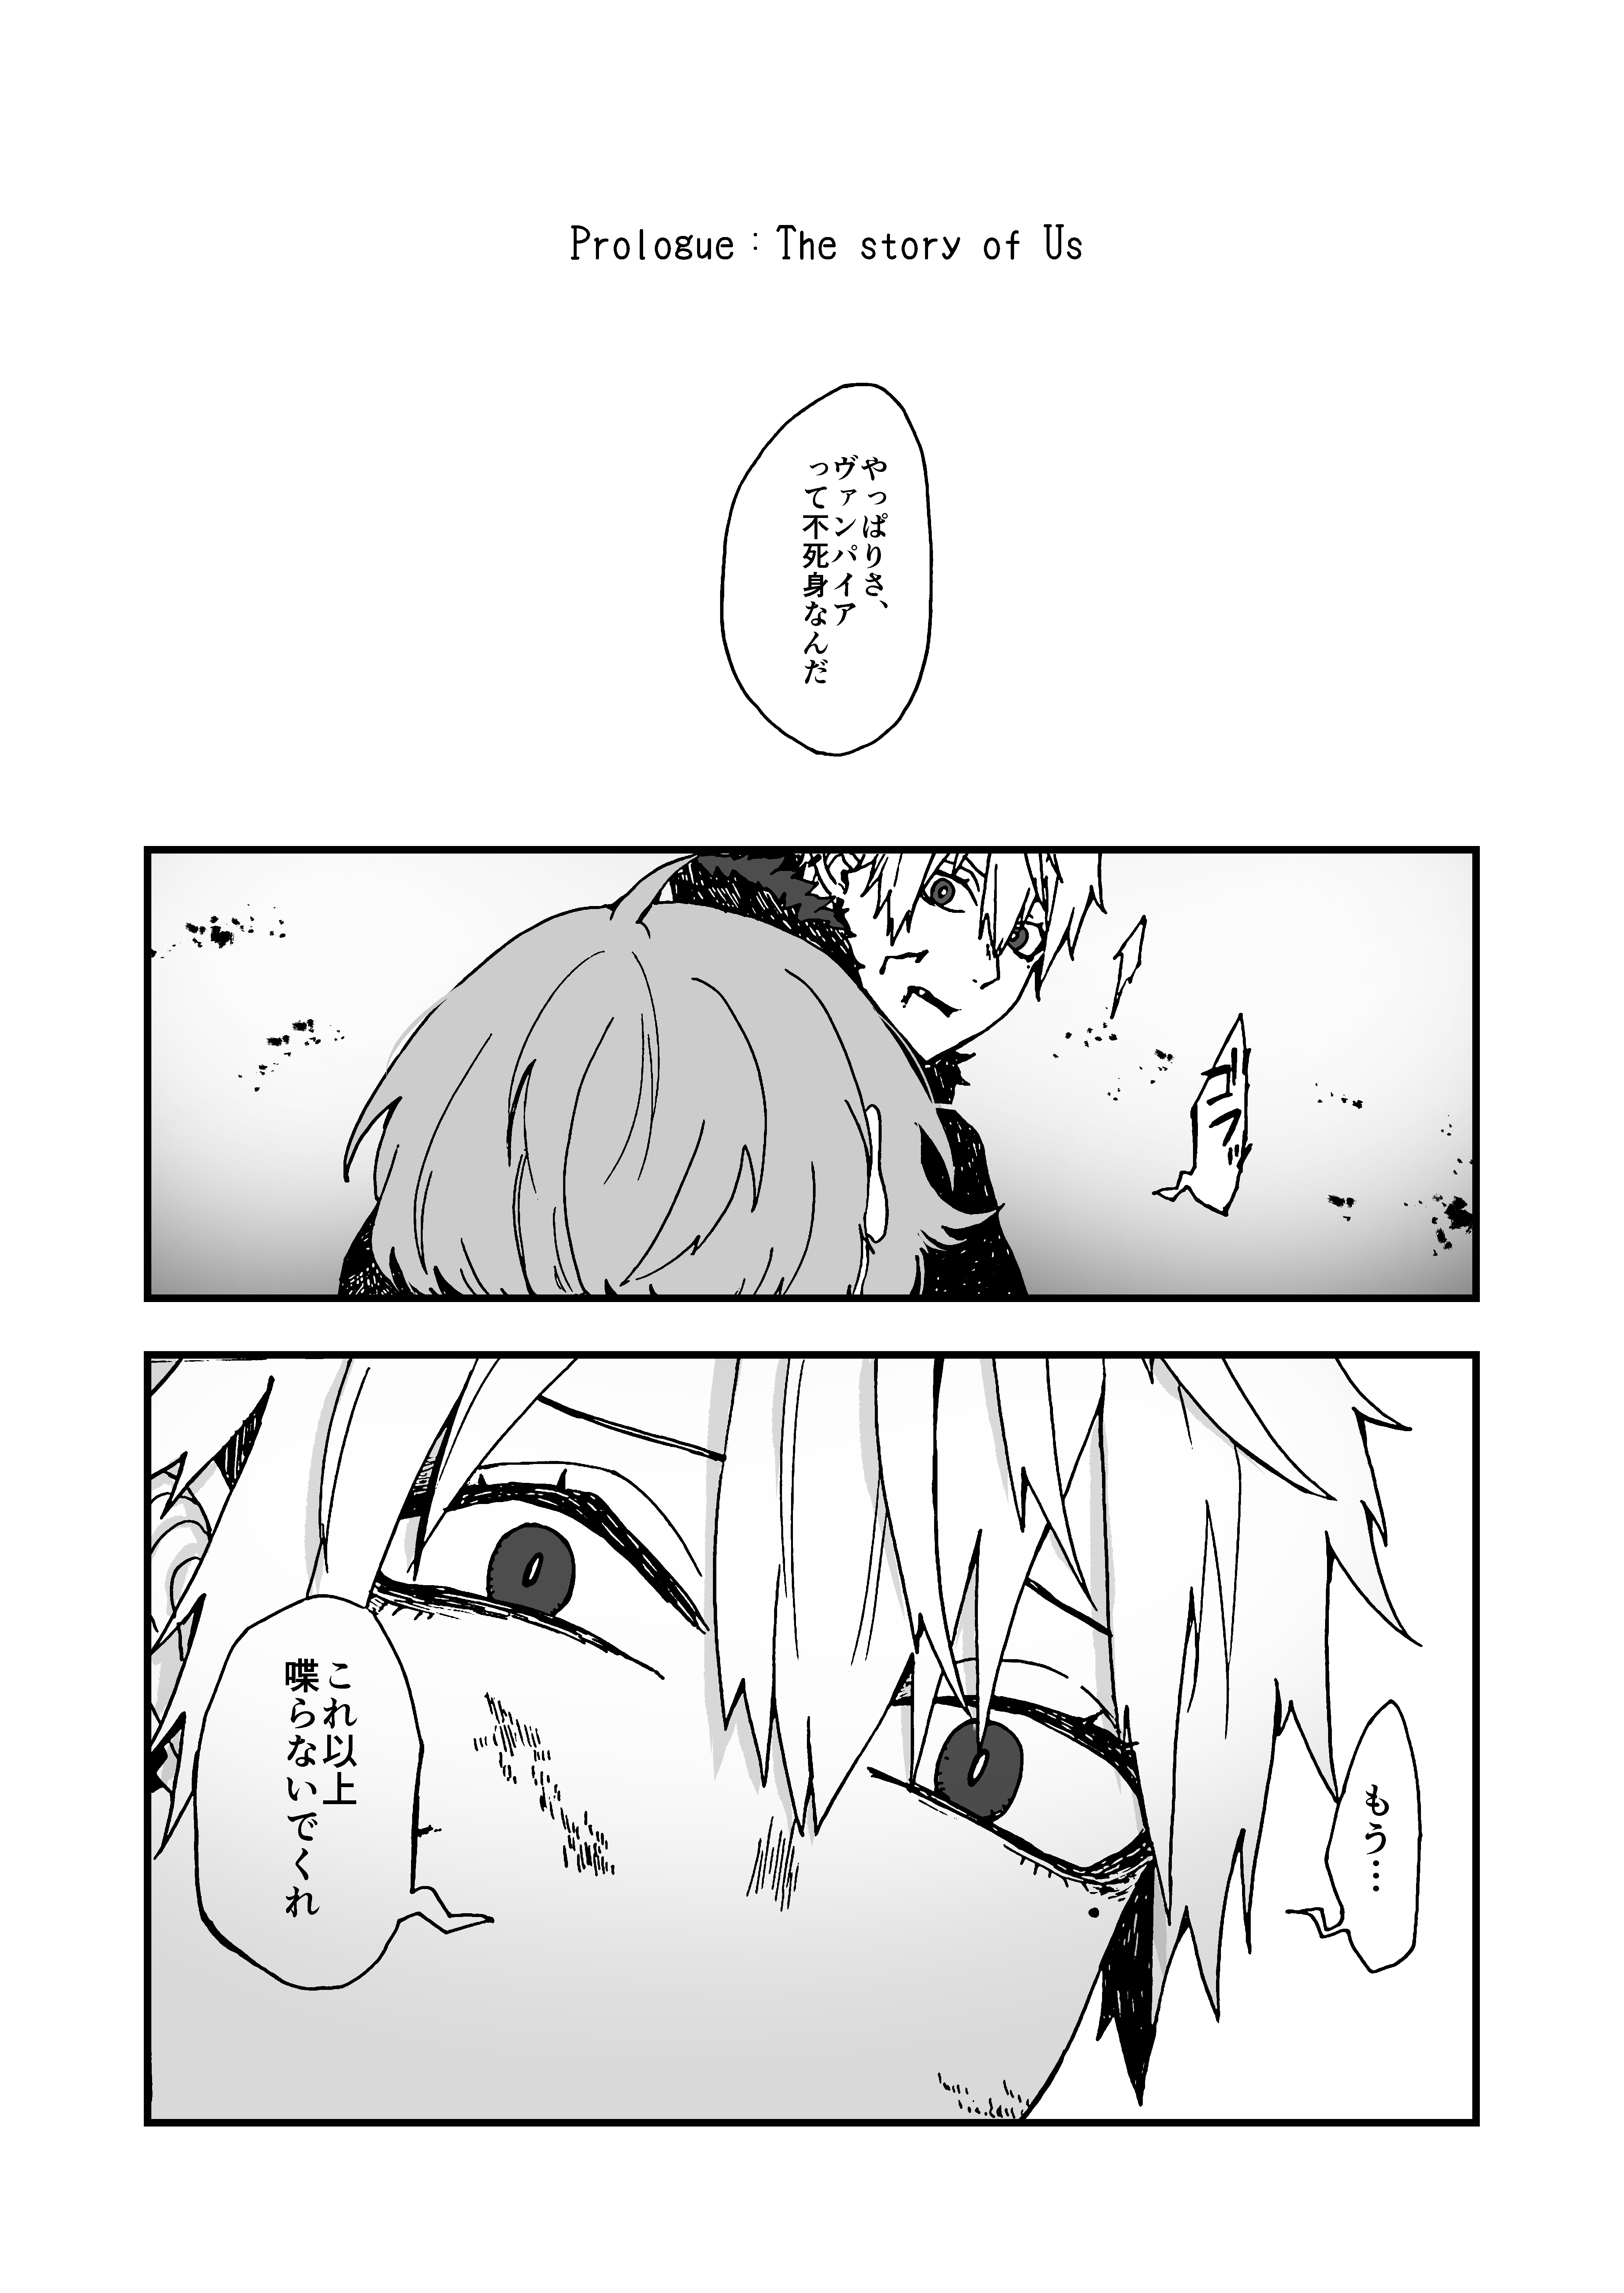 Prologue：The story of Us
やっぱりさ、
ヴァンパイア
って不死身なんだ
ゴフッ
もう…
これ以上
喋らないでくれ